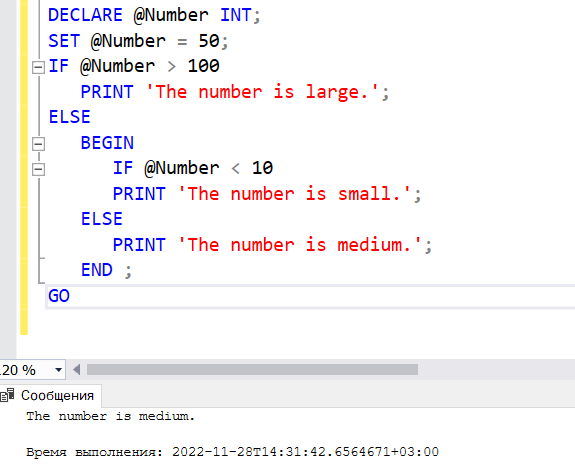 DECLARE @Number INT;
SET @Number = 50;
IF @Number > 100
PRINT 'The number is large.';
ELSE
BEGIN
IF @Number < 10
PRINT 'The number is small.';
ELSE
PRINT 'The number is medium.';
END ;
GO
20 %
Сообщения
The number is medium.
Время выполнения: 2022-11-28T14:31:42.6564671+03:00